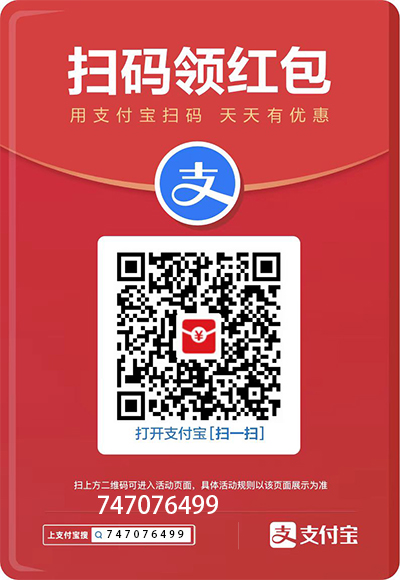 扫码领红包
用支付宝扫码 天天有优惠
支
¥
打开支付宝[扫一扫]
扫上方二维码可进入活动页面，具体活动规则以该页面展示为准
747076499
上支付宝搜 747076499
支 支付宝